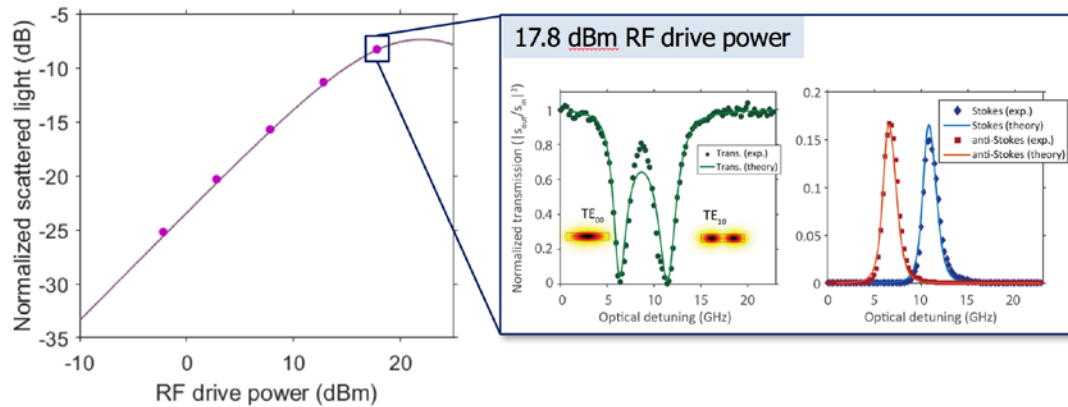 Normalized scattered light (dB)
-5
-10
-15
-20
-25
-30
-35
-10
0
10
20
RF drive power (dBm)
17.8 dBm RF drive power
Normalized transmission (|s_out/s_in|²)
1
0.8
0.6
0.4
0.2
0
Trans. (exp.)
Trans. (theory)
TE₀₀
TE₁₀
0
5
10
15
20
Optical detuning (GHz)
0.2
0.15
0.1
0.05
0
Stokes (exp.)
Stokes (theory)
anti-Stokes (exp)
anti-Stokes (theory)
0
5
10
15
20
Optical detuning (GHz)